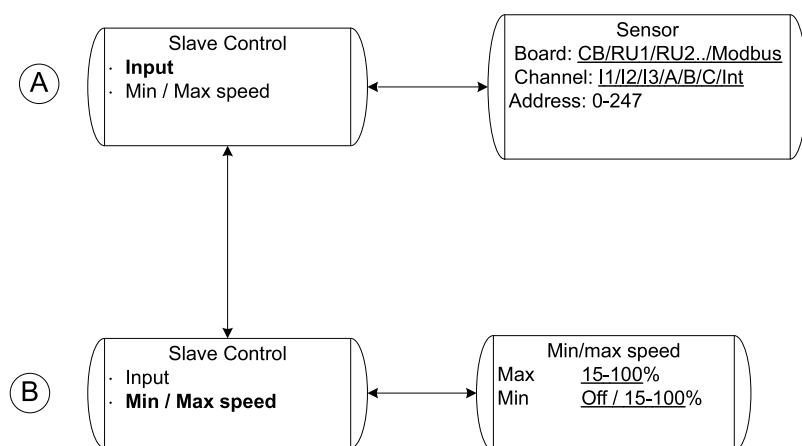 A
Slave Control
· Input
· Min / Max speed
Sensor
Board: CB/RU1/RU2../Modbus
Channel: I1/I2/I3/A/B/C/Int
Address: 0-247
B
Slave Control
· Input
· Min / Max speed
Min/max speed
Max 15-100%
Min Off / 15-100%